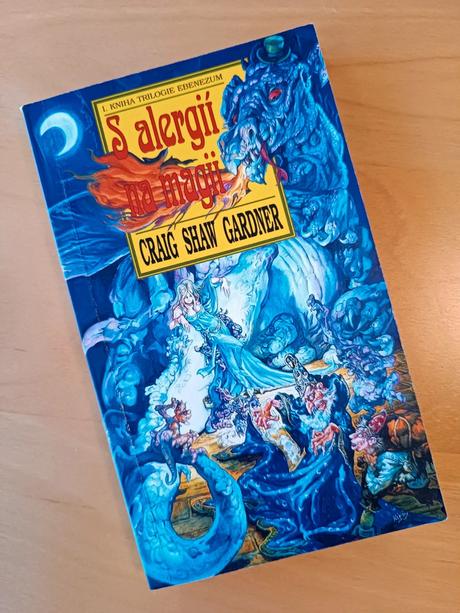 1. KNIHA TRILOGIE EBENEZUM
S alergií
na magii
CRAIG SHAW GARDNER